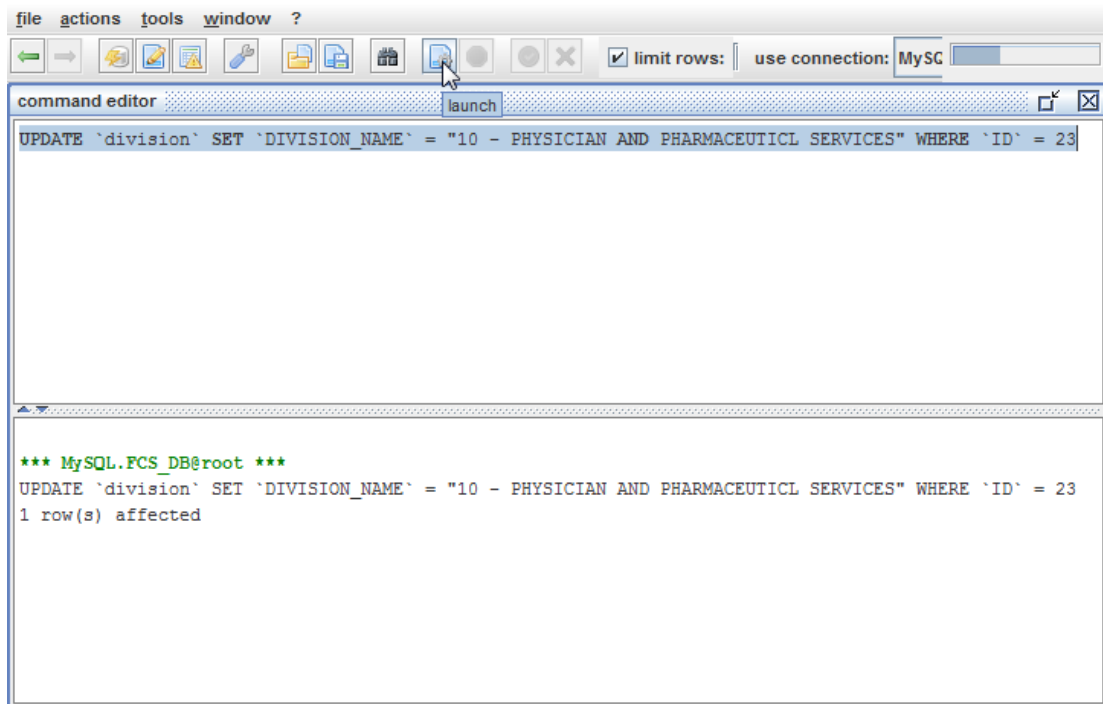 file actions tools window ?
limit rows: use connection: MySC
command editor
launch
UPDATE `division` SET `DIVISION_NAME` = "10 - PHYSICIAN AND PHARMACEUTICL SERVICES" WHERE `ID` = 23
*** MySQL.FCS_DB@root ***
UPDATE `division` SET `DIVISION_NAME` = "10 - PHYSICIAN AND PHARMACEUTICL SERVICES" WHERE `ID` = 23
1 row(s) affected